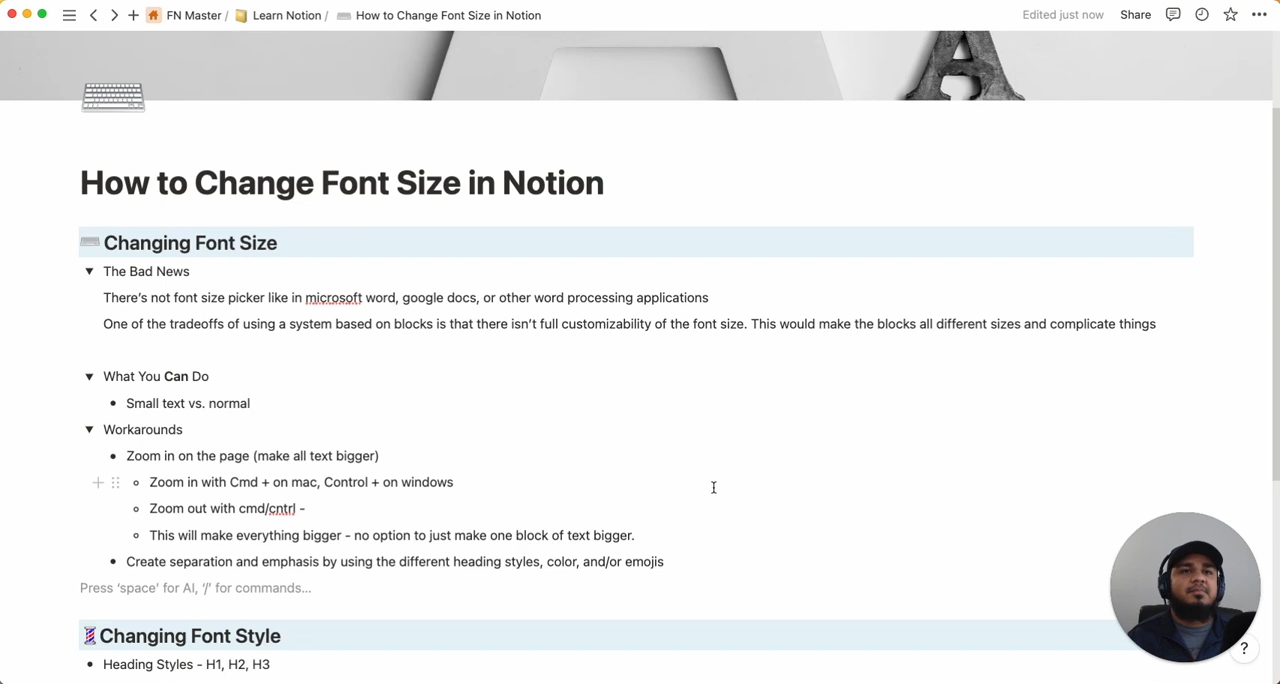 FN Master / Learn Notion / How to Change Font Size in Notion Edited just now Share
A
How to Change Font Size in Notion
Changing Font Size
The Bad News
There's not font size picker like in microsoft word, google docs, or other word processing applications
One of the tradeoffs of using a system based on blocks is that there isn't full customizability of the font size. This would make the blocks all different sizes and complicate things
What You Can Do
Small text vs. normal
Workarounds
Zoom in on the page (make all text bigger)
Zoom in with Cmd + on mac, Control + on windows
Zoom out with cmd/cntrl -
This will make everything bigger - no option to just make one block of text bigger.
Create separation and emphasis by using the different heading styles, color, and/or emojis
Press ‘space’ for AI, ‘/’ for commands…
Changing Font Style
?
Heading Styles - H1, H2, H3